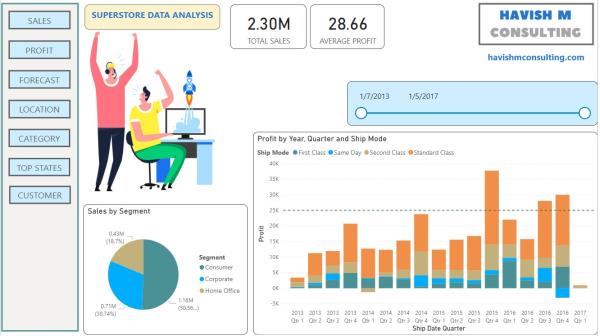 SALES
PROFIT
FORECAST
LOCATION
CATEGORY
TOP STATES
CUSTOMER
SUPERSTORE DATA ANALYSIS
2.30M
TOTAL SALES
28.66
AVERAGE PROFIT
HAVISH M
CONSULTING
havishmconsulting.com
1/7/2013 1/5/2017
Sales by Segment
0.43M
(18.7%)
0.71M
(30.74%)
1.16M
(50.56...)
Segment
Consumer
Corporate
Home Office
Profit by Year, Quarter and Ship Mode
Ship Mode First Class Same Day Second Class Standard Class
Profit
40K
35K
30K
25K
20K
15K
10K
5K
0K
-5K
2013 2013 2013 2013 2014 2014 2014 2014 2015 2015 2015 2015 2016 2016 2016 2016 2017
Qtr 1 Qtr 2 Qtr 3 Qtr 4 Qtr 1 Qtr 2 Qtr 3 Qtr 4 Qtr 1 Qtr 2 Qtr 3 Qtr 4 Qtr 1 Qtr 2 Qtr 3 Qtr 4 Qtr 1
Ship Date Quarter